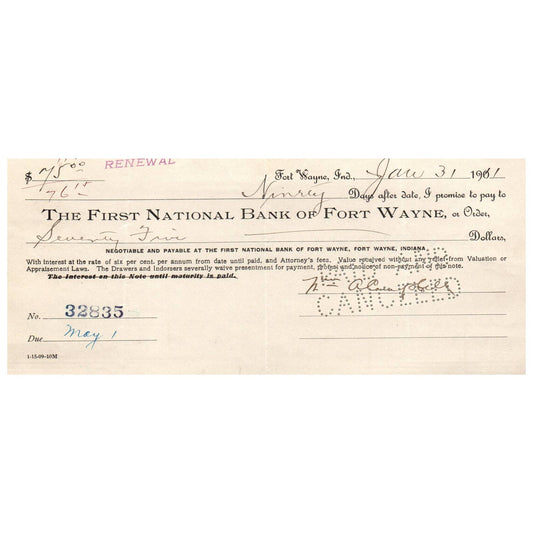 RENEWAL
$ 75 00
76 15
Fort Wayne, Ind., Jan 31 1911
Ninety Days after date, I promise to pay to
THE FIRST NATIONAL BANK OF FORT WAYNE, or Order,
Seventy Five Dollars,
NEGOTIABLE AND PAYABLE AT THE FIRST NATIONAL BANK OF FORT WAYNE, FORT WAYNE, INDIANA
With Interest at the rate of six per cent. per annum from date until paid, and Attorney's fees. Value received without any relief from Valuation or
Appraisement Laws. The Drawers and Indorsers severally waive presentment for payment, protest and notice of non-payment of this note.
The Interest on this Note until maturity is paid.
CANCELLED
No. 32835
Due May 1
1-15-09-10M